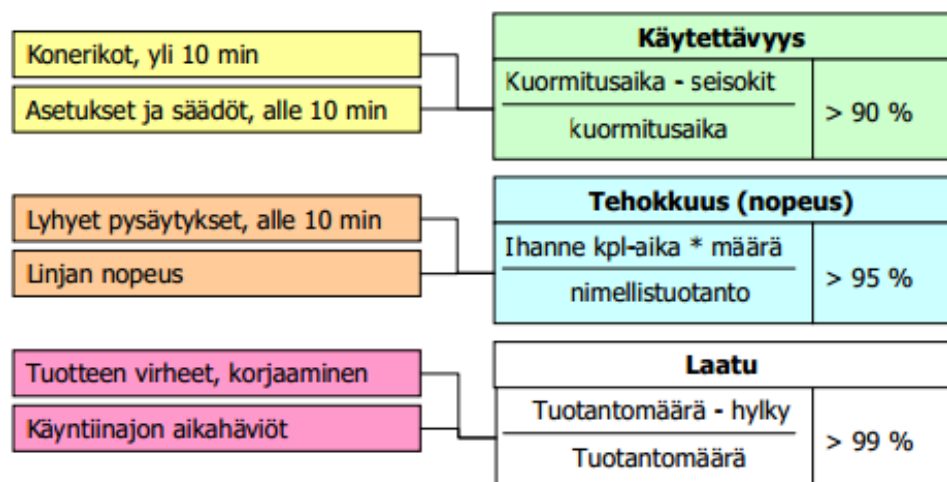 Konerikot, yli 10 min
Asetukset ja säädöt, alle 10 min
Käytettävyys
Kuormitusaika - seisokit
kuormitusaika
> 90 %
Lyhyet pysäytykset, alle 10 min
Linjan nopeus
Tehokkuus (nopeus)
Ihanne kpl-aika * määrä
nimellistuotanto
> 95 %
Tuotteen virheet, korjaaminen
Käyntiinajon aikahäviöt
Laatu
Tuotantomäärä - hylky
Tuotantomäärä
> 99 %